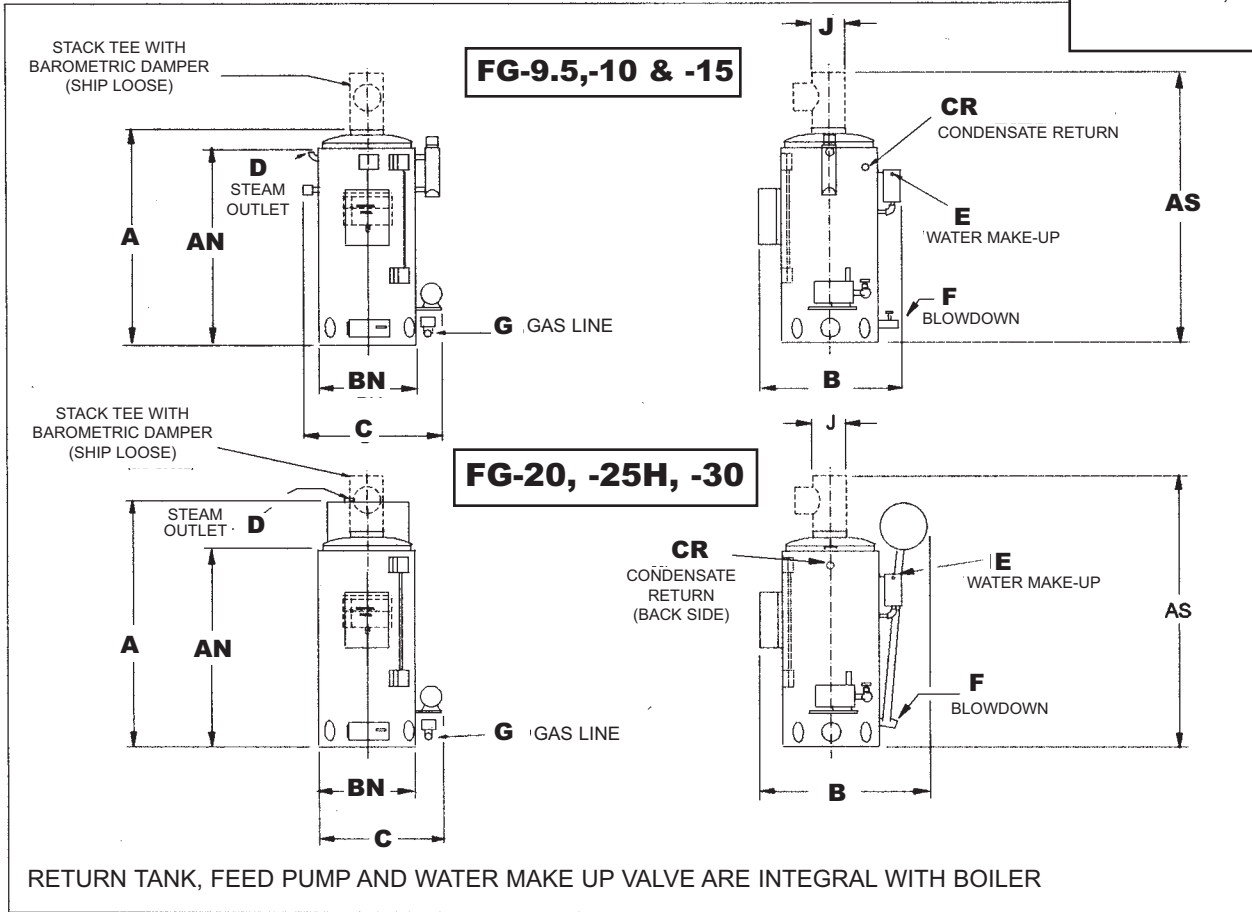 J
STACK TEE WITH
BAROMETRIC DAMPER
(SHIP LOOSE)
FG-9.5,-10 & -15
CR
CONDENSATE RETURN
D
STEAM
OUTLET
A
AN
AS
E
WATER MAKE-UP
F
BLOWDOWN
G GAS LINE
BN
B
C
STACK TEE WITH
BAROMETRIC DAMPER
(SHIP LOOSE)
J
FG-20, -25H, -30
STEAM
OUTLET D
CR
CONDENSATE
RETURN
(BACK SIDE)
E
WATER MAKE-UP
A
AN
AS
F
BLOWDOWN
G GAS LINE
BN
B
C
RETURN TANK, FEED PUMP AND WATER MAKE UP VALVE ARE INTEGRAL WITH BOILER